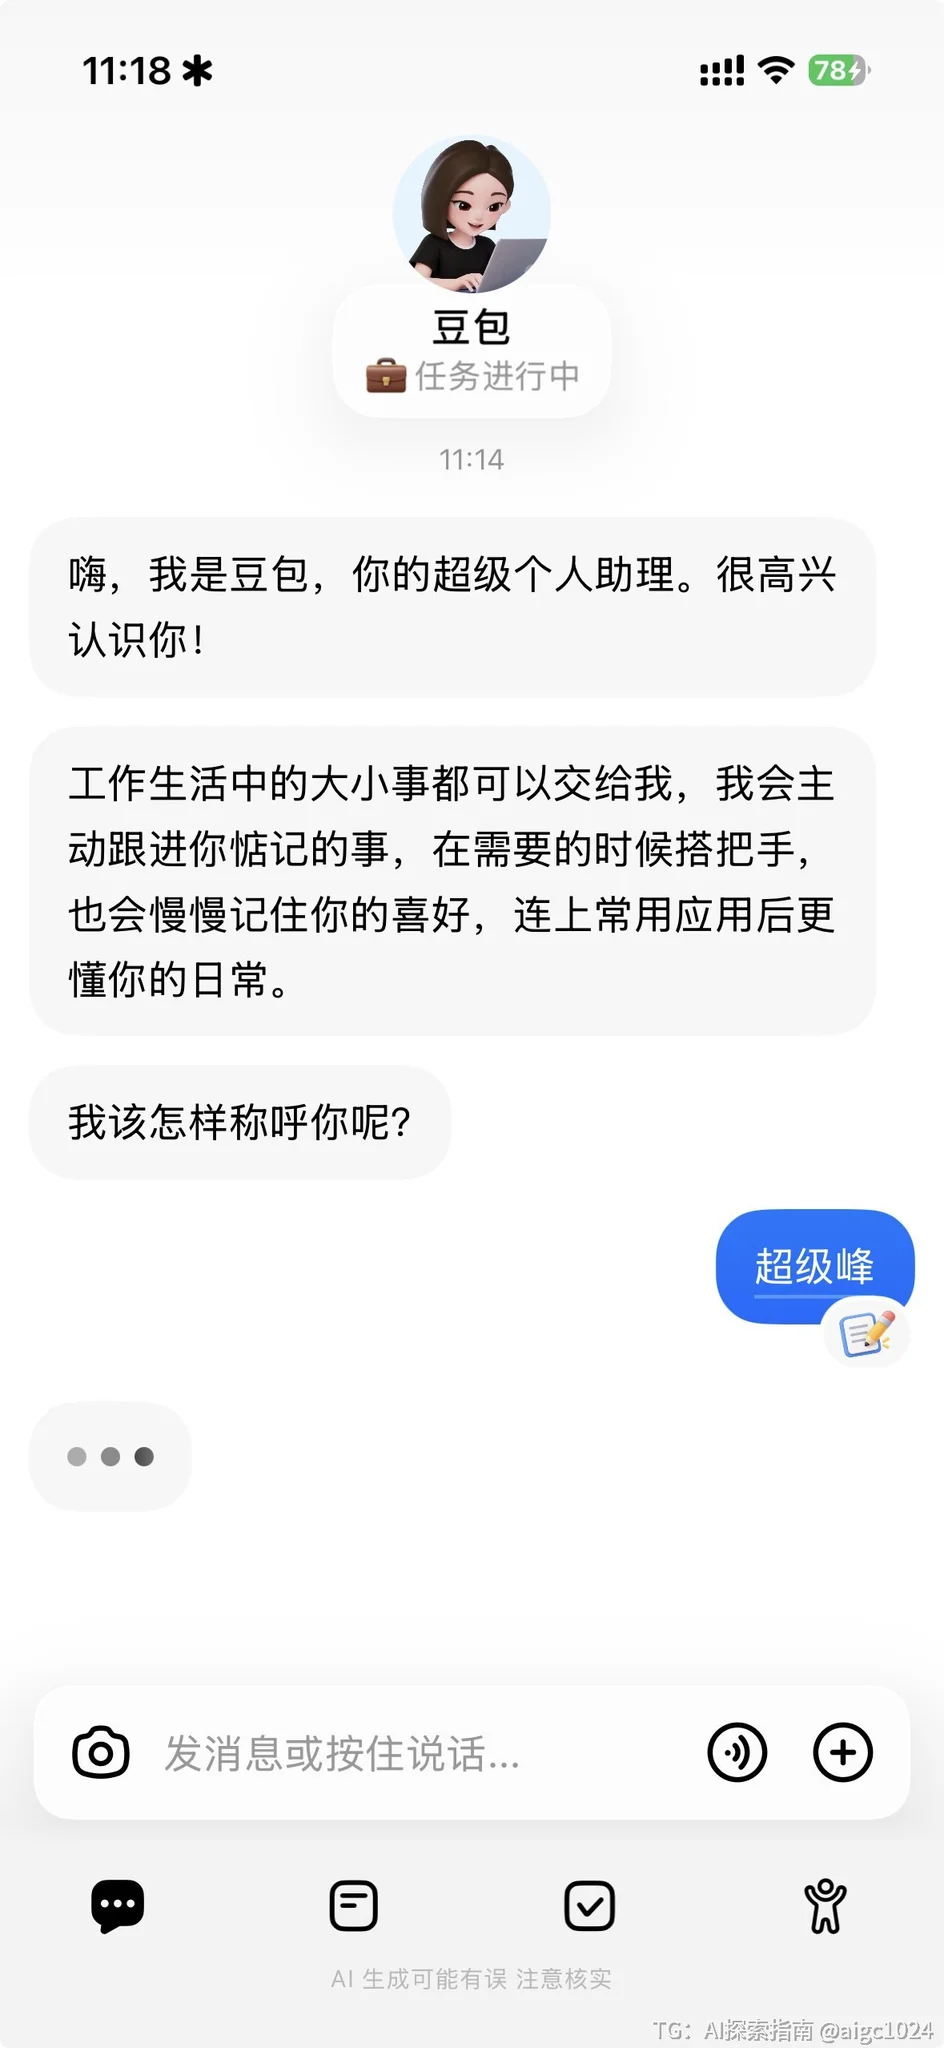 11:18
78
豆包
任务进行中
11:14
嗨，我是豆包，你的超级个人助理。很高兴
认识你！
工作生活中的大小事都可以交给我，我会主
动跟进你惦记的事，在需要的时候搭把手，
也会慢慢记住你的喜好，连上常用应用后更
懂你的日常。
我该怎样称呼你呢？
超级峰
发消息或按住说话...
AI 生成可能有误 注意核实
TG：AI探索指南 @aigc1024